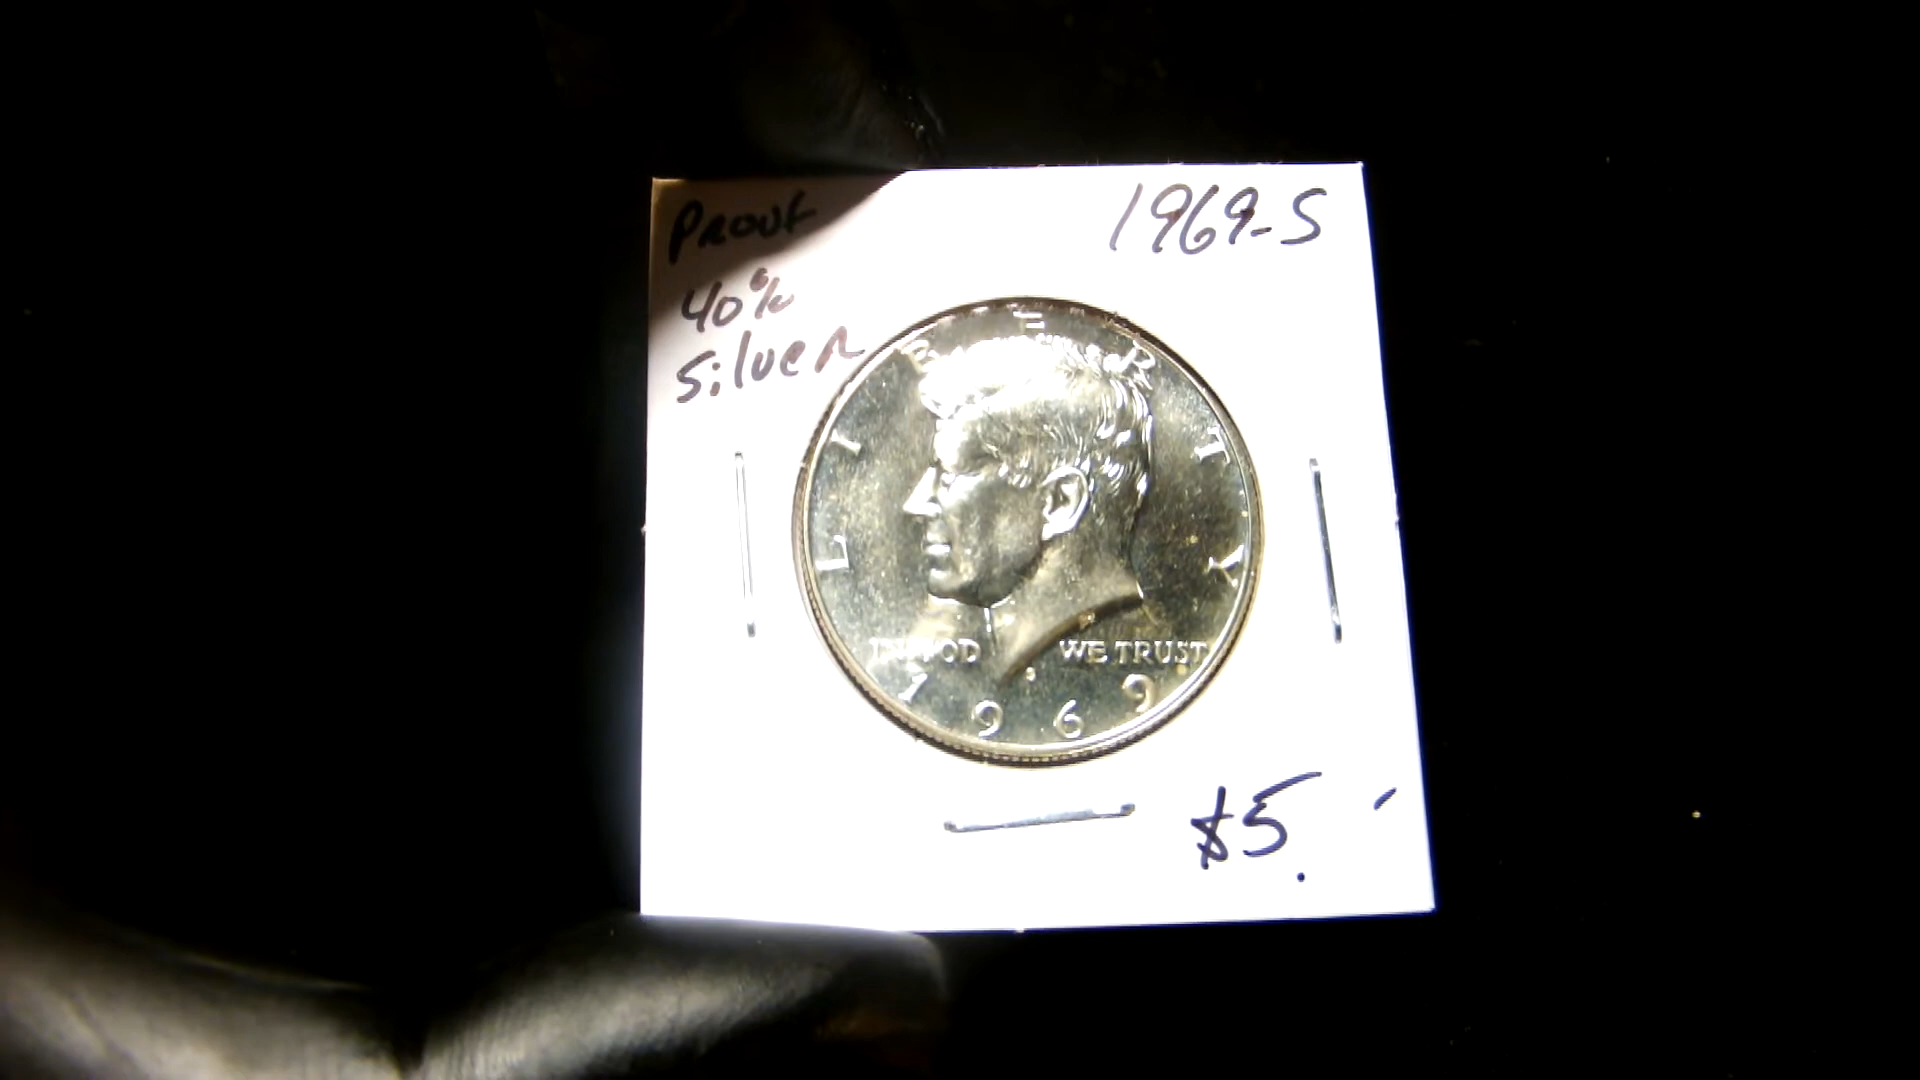 PROOF
40%
Silver
1969-S
LIBERTY
IN GOD WE TRUST
1969
$5.